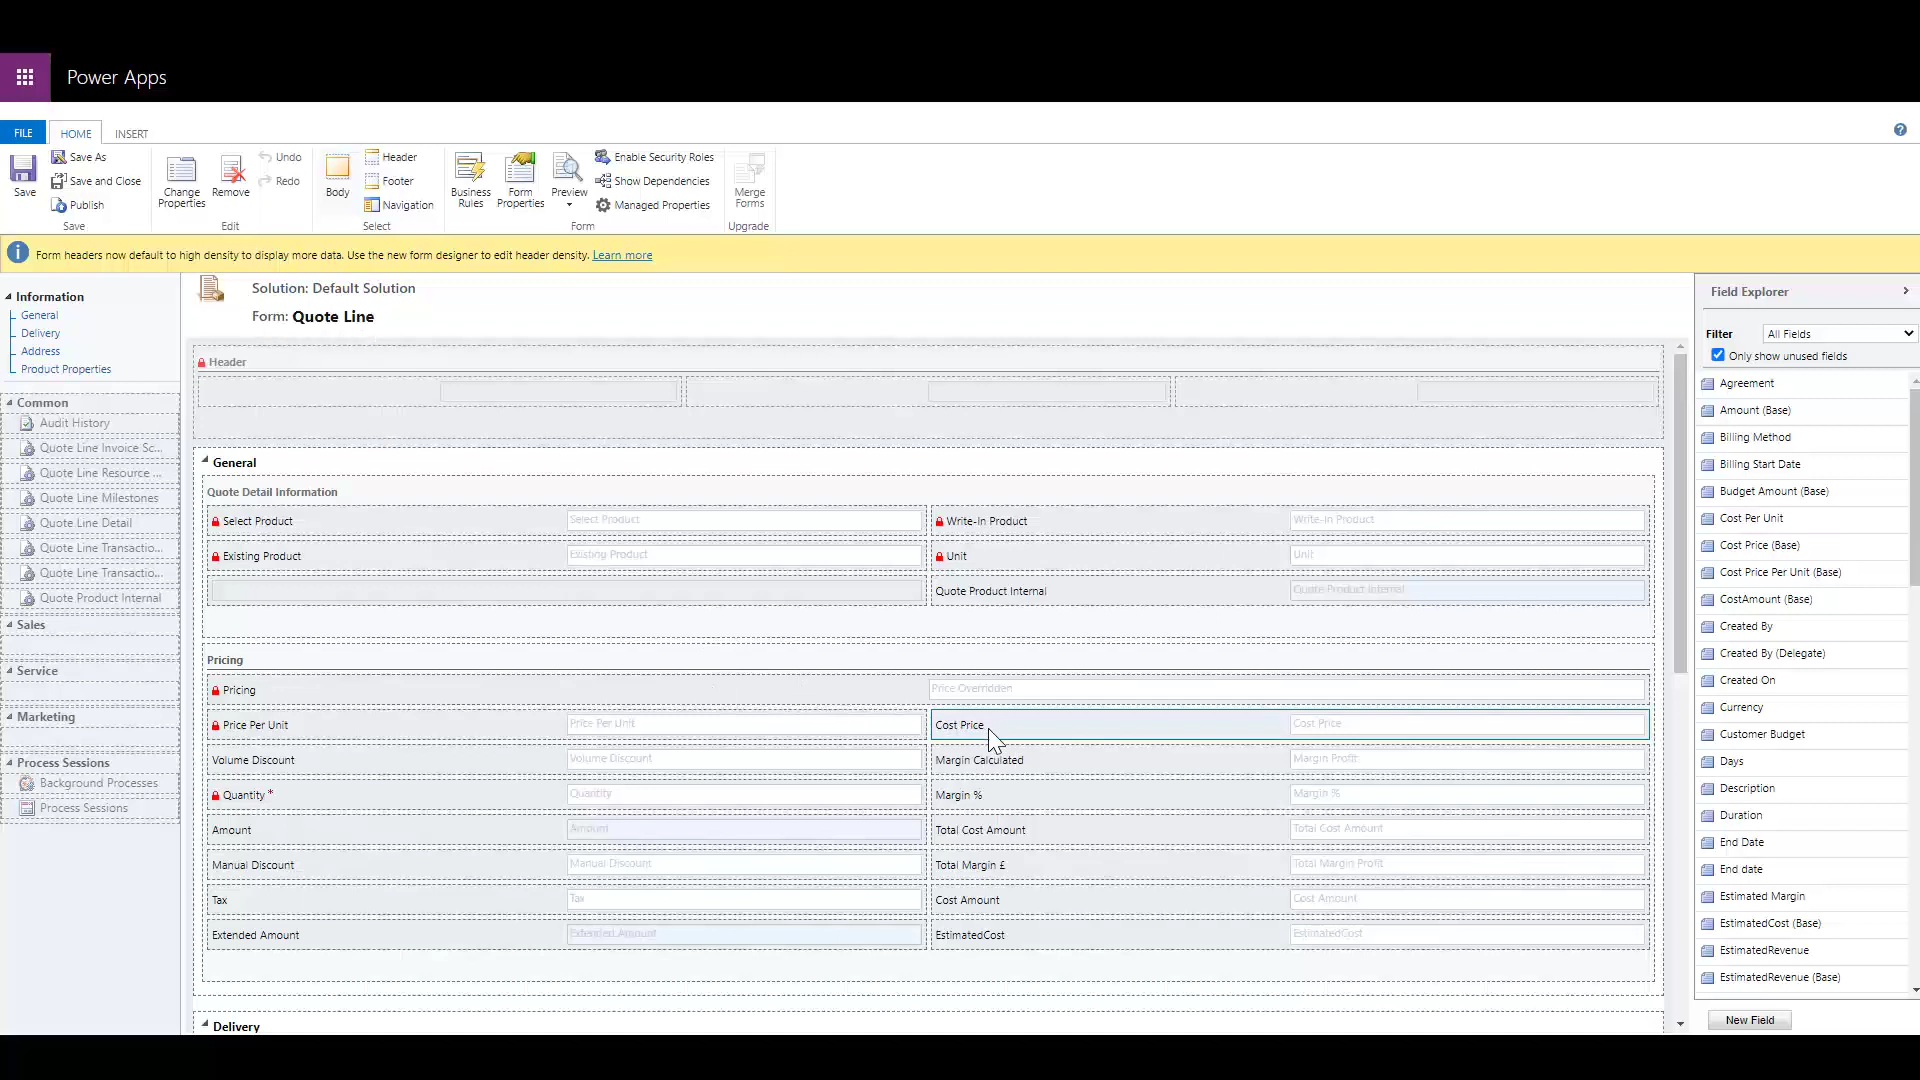 Power Apps
FILE
HOME
INSERT
Save
Save As
Save and Close
Publish
Save
Change
Properties
Remove
Undo
Redo
Edit
Body
Header
Footer
Navigation
Select
Business
Rules
Form
Properties
Preview
Enable Security Roles
Show Dependencies
Managed Properties
Form
Merge
Forms
Upgrade
Form headers now default to high density to display more data. Use the new form designer to edit header density. Learn more
Information
General
Delivery
Address
Product Properties
Common
Audit History
Quote Line Invoice Sc...
Quote Line Resource ...
Quote Line Milestones
Quote Line Detail
Quote Line Transactio...
Quote Line Transactio...
Quote Product Internal
Sales
Service
Marketing
Process Sessions
Background Processes
Process Sessions
Solution: Default Solution
Form: Quote Line
Header
General
Quote Detail Information
Select Product Select Product Write-In Product Write-In Product
Existing Product Existing Product Unit Unit
Quote Product Internal Quote Product Internal
Pricing
Pricing Price Overridden
Price Per Unit Price Per Unit Cost Price Cost Price
Volume Discount Volume Discount Margin Calculated Margin Profit
Quantity * Quantity Margin % Margin %
Amount Amount Total Cost Amount Total Cost Amount
Manual Discount Manual Discount Total Margin £ Total Margin Profit
Tax Tax Cost Amount Cost Amount
Extended Amount Extended Amount EstimatedCost EstimatedCost
Delivery
Field Explorer
Filter All Fields
Only show unused fields
Agreement
Amount (Base)
Billing Method
Billing Start Date
Budget Amount (Base)
Cost Per Unit
Cost Price (Base)
Cost Price Per Unit (Base)
CostAmount (Base)
Created By
Created By (Delegate)
Created On
Currency
Customer Budget
Days
Description
Duration
End Date
End date
Estimated Margin
EstimatedCost (Base)
EstimatedRevenue
EstimatedRevenue (Base)
New Field